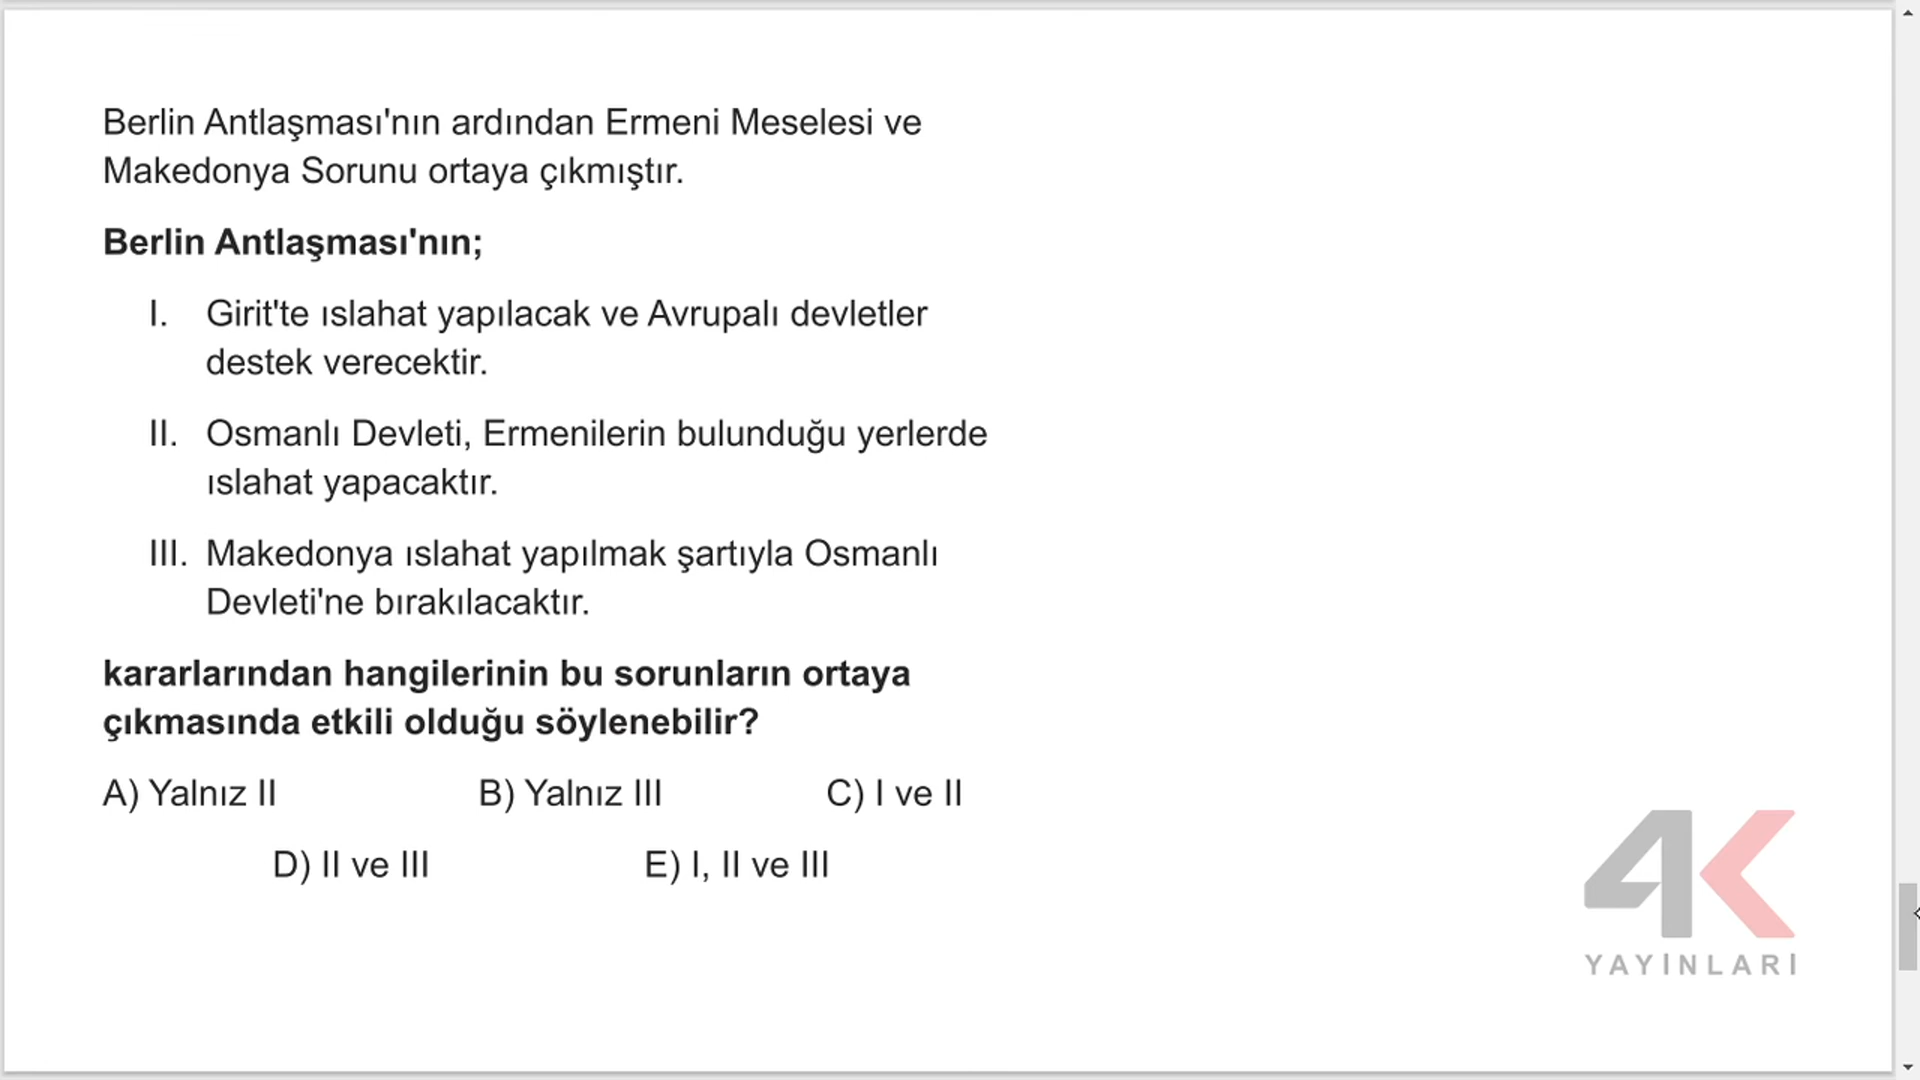 Berlin Antlaşması'nın ardından Ermeni Meselesi ve
Makedonya Sorunu ortaya çıkmıştır.
Berlin Antlaşması'nın;
I. Girit'te ıslahat yapılacak ve Avrupalı devletler
destek verecektir.
II. Osmanlı Devleti, Ermenilerin bulunduğu yerlerde
ıslahat yapacaktır.
III. Makedonya ıslahat yapılmak şartıyla Osmanlı
Devleti'ne bırakılacaktır.
kararlarından hangilerinin bu sorunların ortaya
çıkmasında etkili olduğu söylenebilir?
A) Yalnız II B) Yalnız III C) I ve II
D) II ve III E) I, II ve III
4K
YAYINLARI